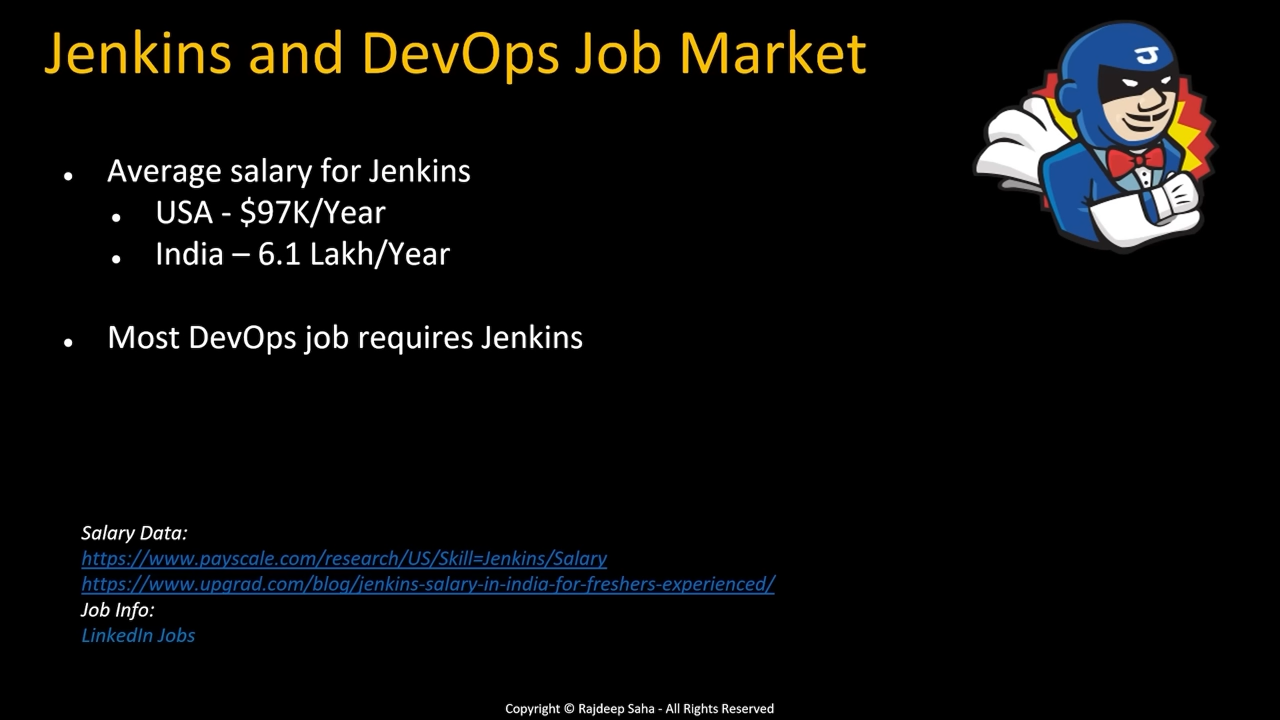 Jenkins and DevOps Job Market
J
• Average salary for Jenkins
• USA - $97K/Year
• India – 6.1 Lakh/Year
• Most DevOps job requires Jenkins
Salary Data:
https://www.payscale.com/research/US/Skill=Jenkins/Salary
https://www.upgrad.com/blog/jenkins-salary-in-india-for-freshers-experienced/
Job Info:
LinkedIn Jobs
Copyright © Rajdeep Saha - All Rights Reserved